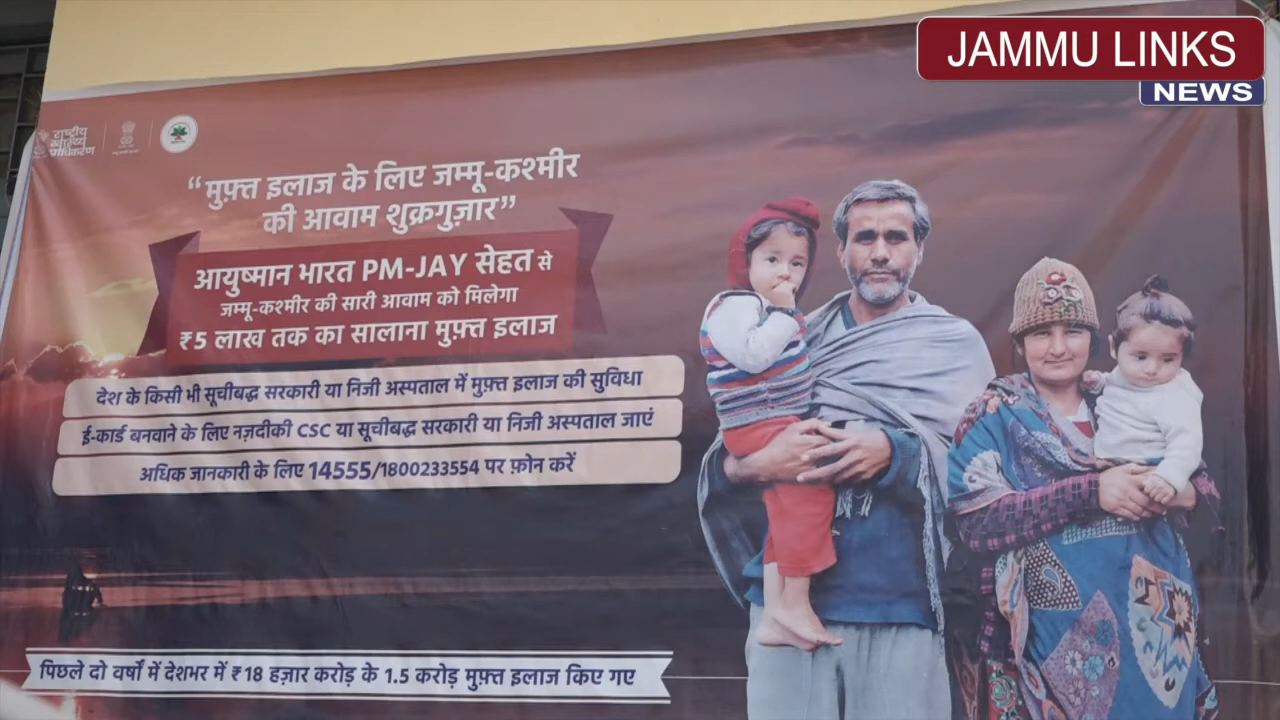 JAMMU LINKS
NEWS
राष्ट्रीय
स्वास्थ्य
प्राधिकरण
“मुफ़्त इलाज के लिए जम्मू-कश्मीर
की आवाम शुक्रगुज़ार”
आयुष्मान भारत PM-JAY सेहत से
जम्मू-कश्मीर की सारी आवाम को मिलेगा
₹5 लाख तक का सालाना मुफ़्त इलाज
देश के किसी भी सूचीबद्ध सरकारी या निजी अस्पताल में मुफ़्त इलाज की सुविधा
ई-कार्ड बनवाने के लिए नज़दीकी CSC या सूचीबद्ध सरकारी या निजी अस्पताल जाएं
अधिक जानकारी के लिए 14555/1800233554 पर फ़ोन करें
पिछले दो वर्षों में देशभर में ₹18 हज़ार करोड़ के 1.5 करोड़ मुफ़्त इलाज किए गए